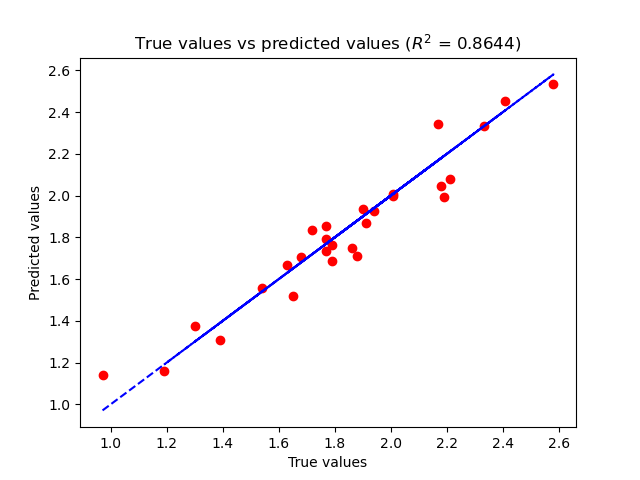 True values vs predicted values (R² = 0.8644)
2.6
2.4
2.2
2.0
1.8
1.6
1.4
1.2
1.0
Predicted values
1.0 1.2 1.4 1.6 1.8 2.0 2.2 2.4 2.6
True values